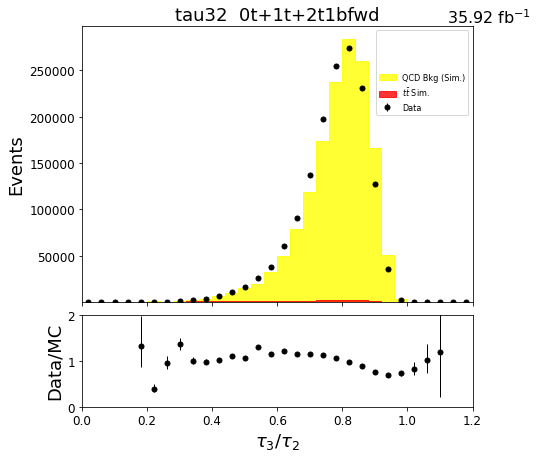 tau32 0t+1t+2t1bfwd
35.92 fb⁻¹
Events
250000
200000
150000
100000
50000
QCD Bkg (Sim.)
tt̄ Sim.
Data
Data/MC
2
1
0
0.0 0.2 0.4 0.6 0.8 1.0 1.2
τ₃/τ₂